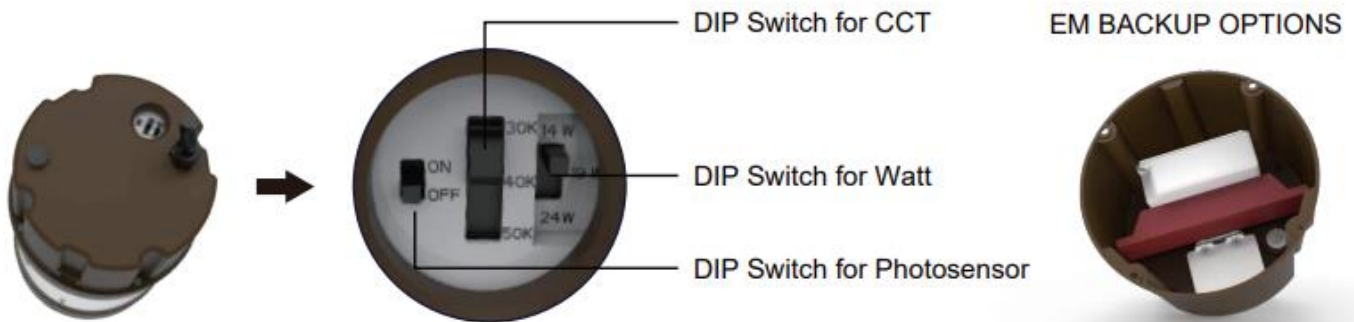 DIP Switch for CCT
EM BACKUP OPTIONS
30K
14W
ON
OFF
40K
DIP Switch for Watt
24W
50K
DIP Switch for Photosensor